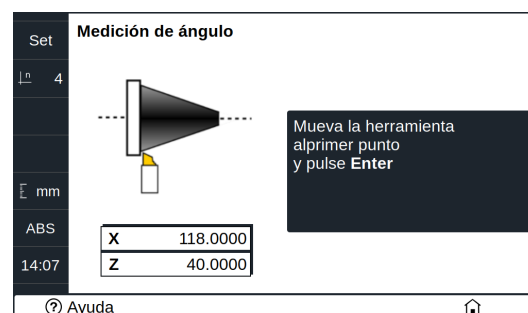 Set
Medición de ángulo
n 4
Mueva la herramienta
alprimer punto
y pulse Enter
mm
ABS
X 118.0000
14:07
Z 40.0000
? Ayuda